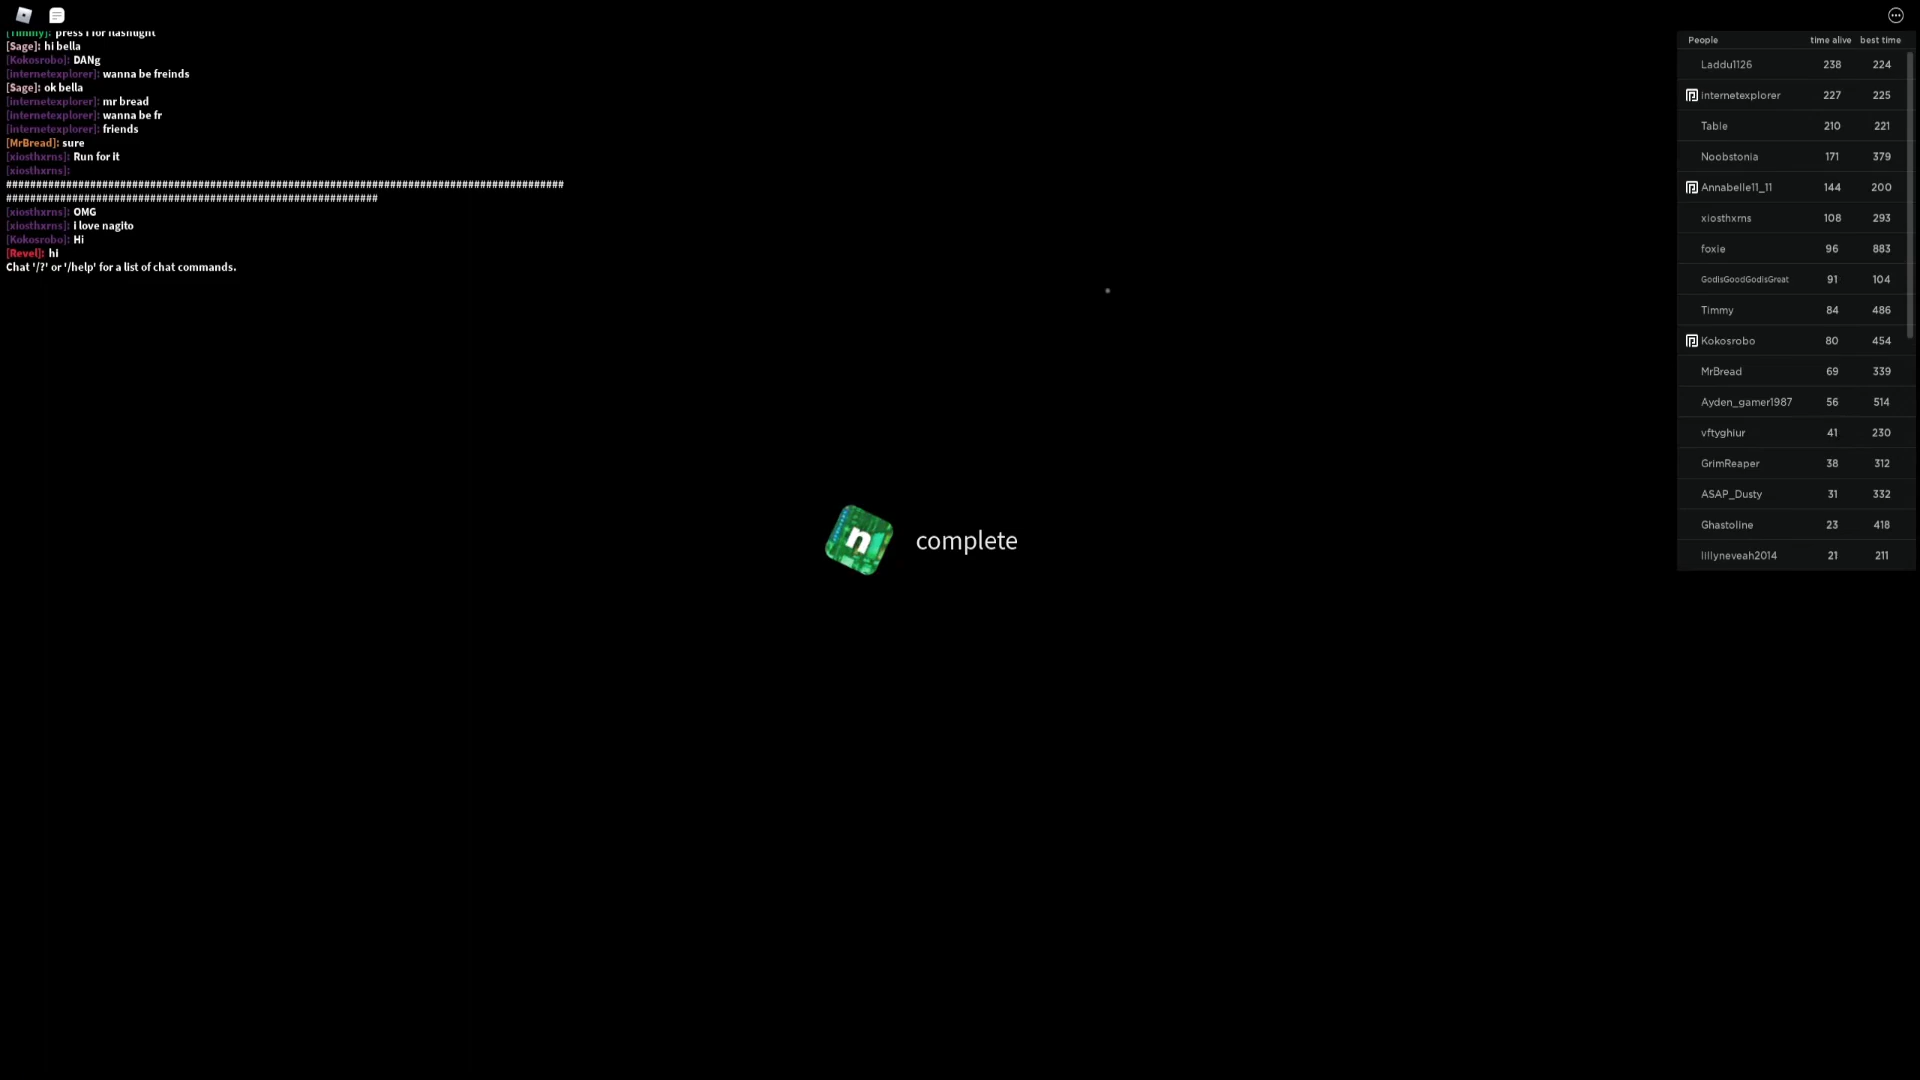 [Timmy]: press f for flashlight
[Sage]: hi bella
[Kokosrobo]: DANg
[internetexplorer]: wanna be freinds
[Sage]: ok bella
[internetexplorer]: mr bread
[internetexplorer]: wanna be fr
[internetexplorer]: friends
[MrBread]: sure
[xiosthxrns]: Run for it
[xiosthxrns]:
#############################################################################################
##############################################################
[xiosthxrns]: OMG
[xiosthxrns]: i love nagito
[Kokosrobo]: Hi
[Revel]: hi
Chat '/?' or '/help' for a list of chat commands.
n complete
People time alive best time
Laddu1126 238 224
internetexplorer 227 225
Table 210 221
Noobstonia 171 379
Annabelle11_11 144 200
xiosthxrns 108 293
foxie 96 883
GodisGoodGodisGreat 91 104
Timmy 84 486
Kokosrobo 80 454
MrBread 69 339
Ayden_gamer1987 56 514
vftyghiur 41 230
GrimReaper 38 312
ASAP_Dusty 31 332
Ghastoline 23 418
lillyneveah2014 21 211